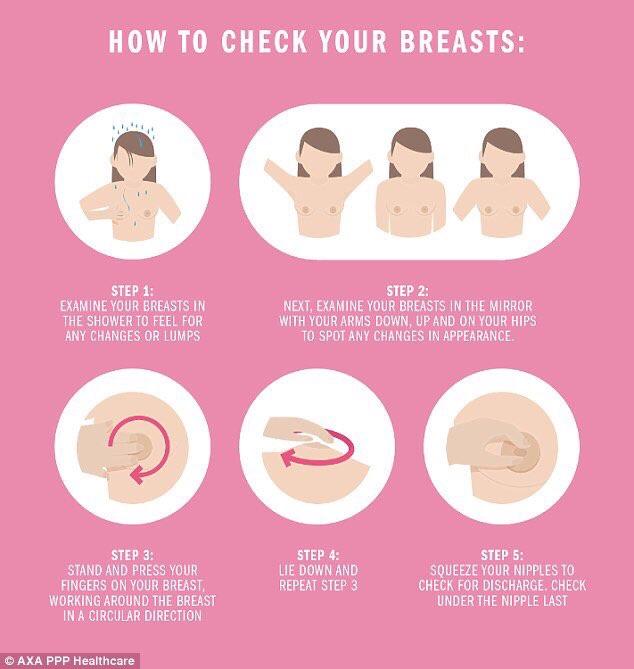 HOW TO CHECK YOUR BREASTS:
STEP 1:
EXAMINE YOUR BREASTS IN
THE SHOWER TO FEEL FOR
ANY CHANGES OR LUMPS
STEP 2:
NEXT, EXAMINE YOUR BREASTS IN THE MIRROR
WITH YOUR ARMS DOWN, UP AND ON YOUR HIPS
TO SPOT ANY CHANGES IN APPEARANCE.
STEP 3:
STAND AND PRESS YOUR
FINGERS ON YOUR BREAST,
WORKING AROUND THE BREAST
IN A CIRCULAR DIRECTION
STEP 4:
LIE DOWN AND
REPEAT STEP 3
STEP 5:
SQUEEZE YOUR NIPPLES TO
CHECK FOR DISCHARGE. CHECK
UNDER THE NIPPLE LAST
© AXA PPP Healthcare